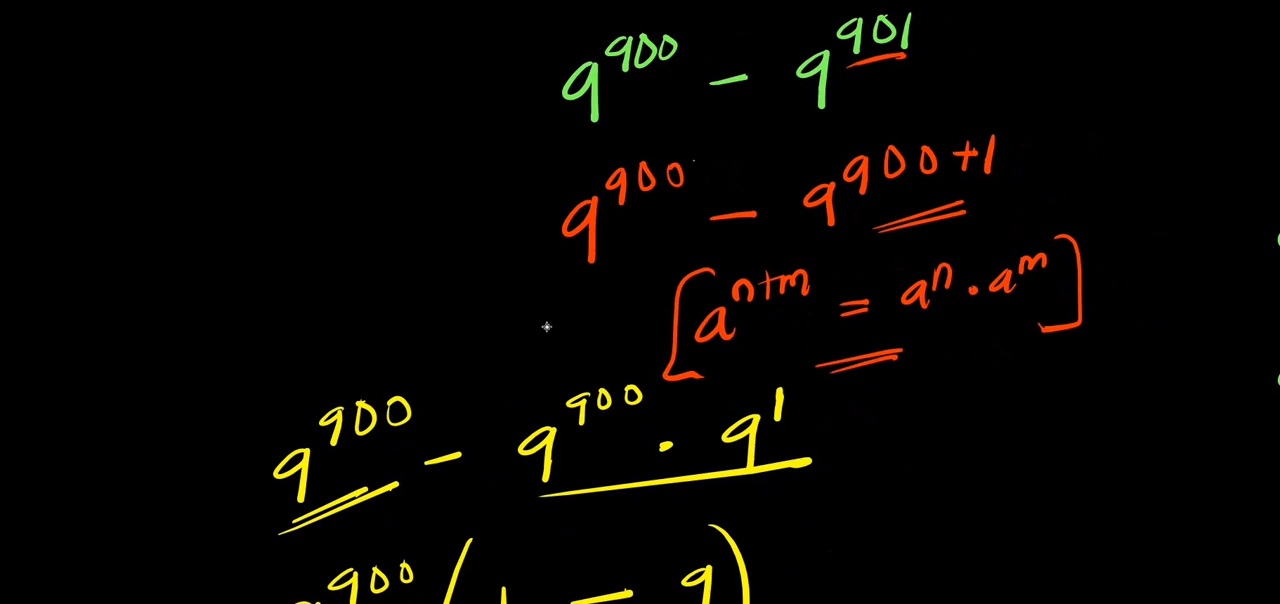 9^900 - 9^901
9^900 - 9^900+1
[a^n+m = a^n · a^m]
9^900 - 9^900 · 9^1
9^900 (1 - 9)